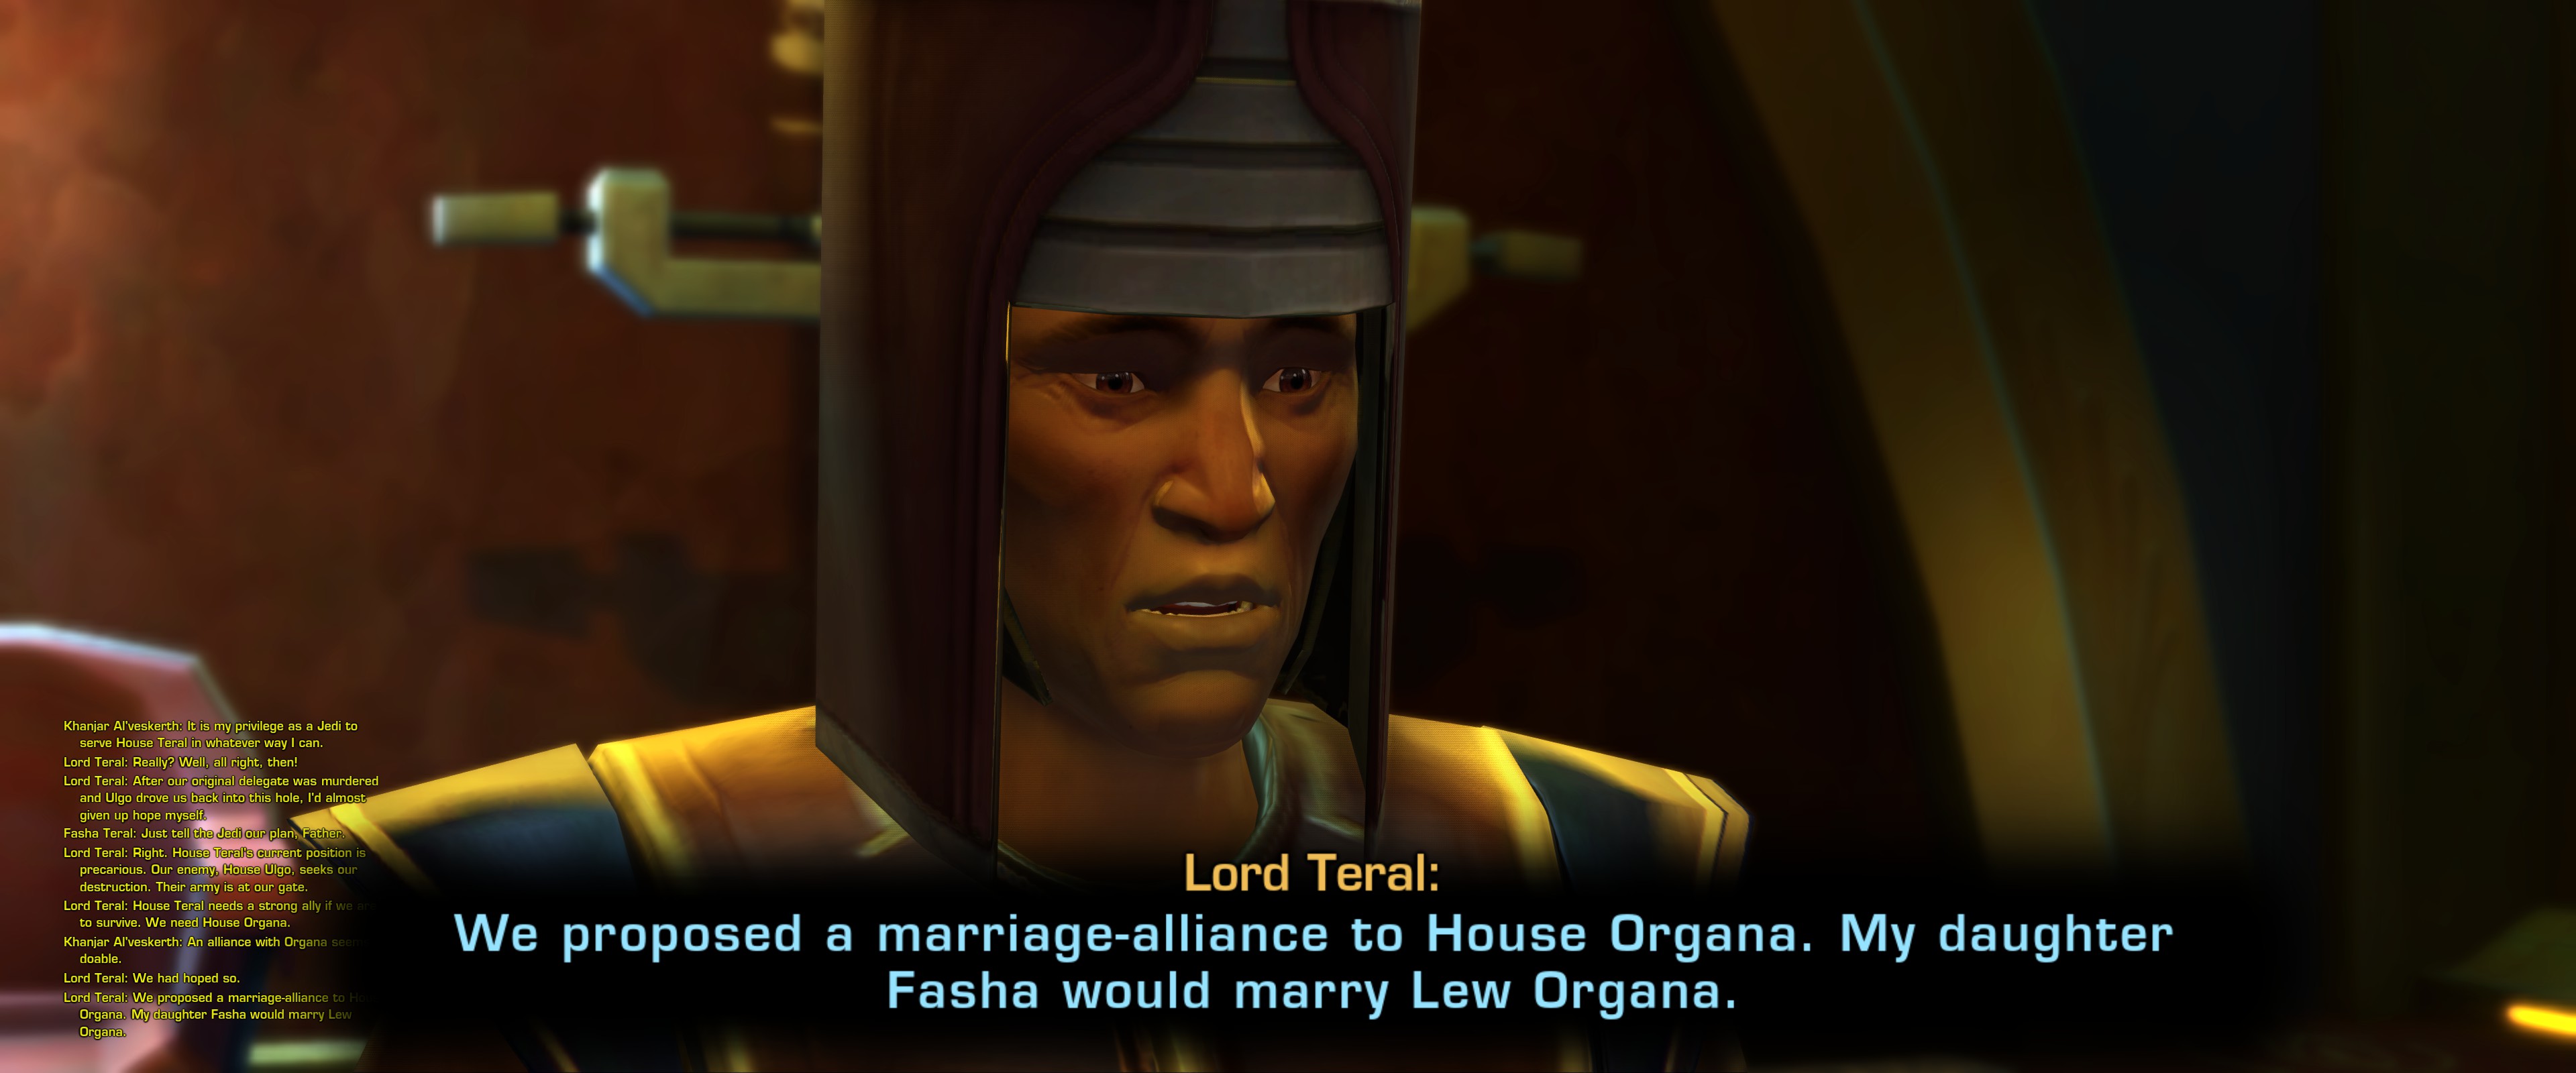 Khanjar Al'veskerth: It is my privilege as a Jedi to
serve House Teral in whatever way I can.
Lord Teral: Really? Well, all right, then!
Lord Teral: After our original delegate was murdered
and Ulgo drove us back into this hole, I'd almost
given up hope myself.
Fasha Teral: Just tell the Jedi our plan, Father.
Lord Teral: Right. House Teral's current position is
precarious. Our enemy, House Ulgo, seeks our
destruction. Their army is at our gate.
Lord Teral: House Teral needs a strong ally if we are
to survive. We need House Organa.
Khanjar Al'veskerth: An alliance with Organa seems
doable.
Lord Teral: We had hoped so.
Lord Teral: We proposed a marriage-alliance to House
Organa. My daughter Fasha would marry Lew
Organa.
Lord Teral:
We proposed a marriage-alliance to House Organa. My daughter
Fasha would marry Lew Organa.